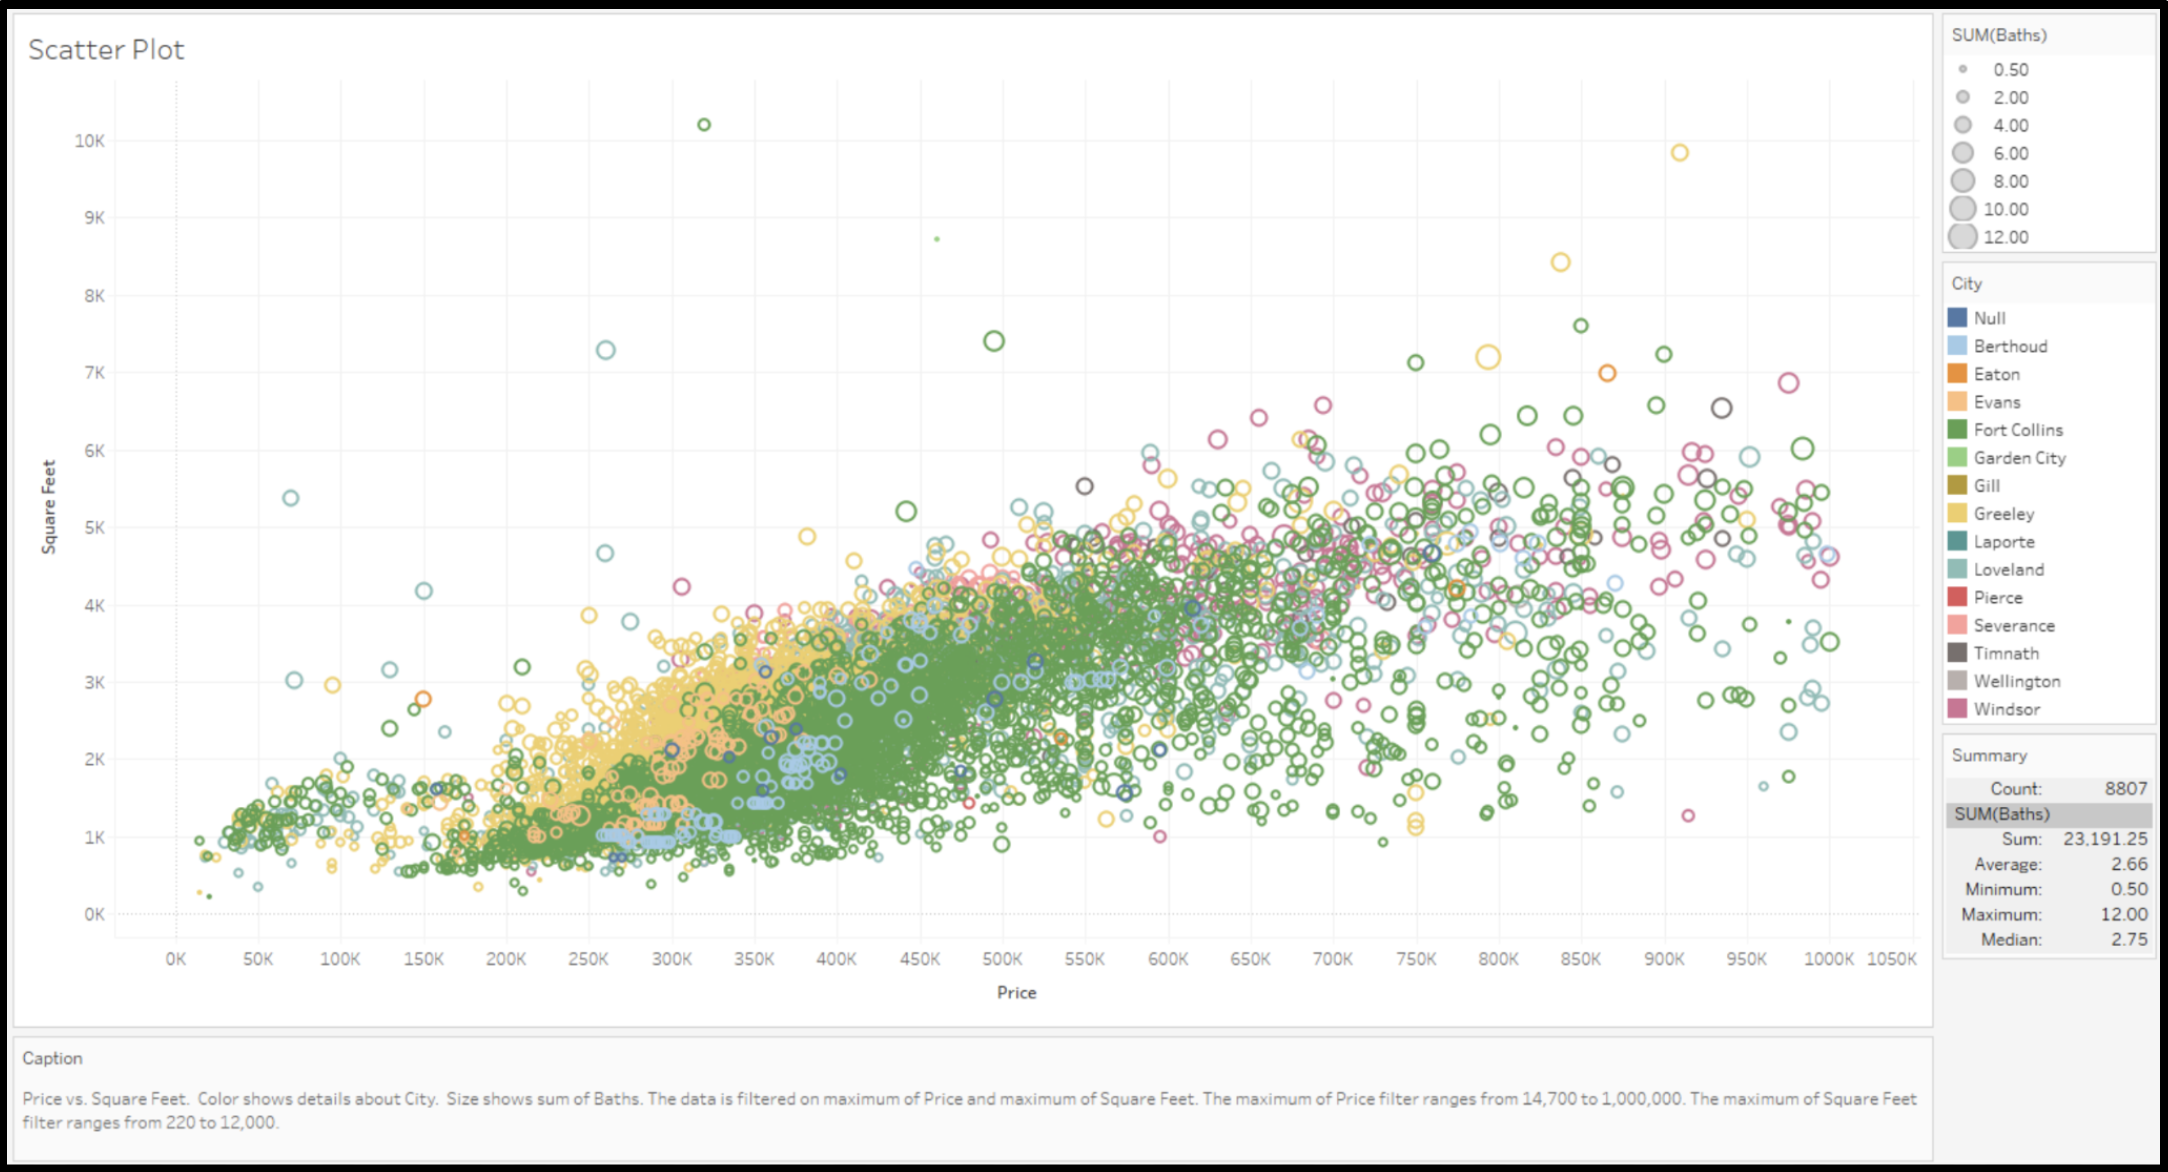 Scatter Plot
10K
9K
8K
7K
6K
5K
4K
3K
2K
1K
0K
Square Feet
0K 50K 100K 150K 200K 250K 300K 350K 400K 450K 500K 550K 600K 650K 700K 750K 800K 850K 900K 950K 1000K 1050K
Price
SUM(Baths)
0.50
2.00
4.00
6.00
8.00
10.00
12.00
City
Null
Berthoud
Eaton
Evans
Fort Collins
Garden City
Gill
Greeley
Laporte
Loveland
Pierce
Severance
Timnath
Wellington
Windsor
Summary
Count: 8807
SUM(Baths)
Sum: 23,191.25
Average: 2.66
Minimum: 0.50
Maximum: 12.00
Median: 2.75
Caption
Price vs. Square Feet. Color shows details about City. Size shows sum of Baths. The data is filtered on maximum of Price and maximum of Square Feet. The maximum of Price filter ranges from 14,700 to 1,000,000. The maximum of Square Feet
filter ranges from 220 to 12,000.